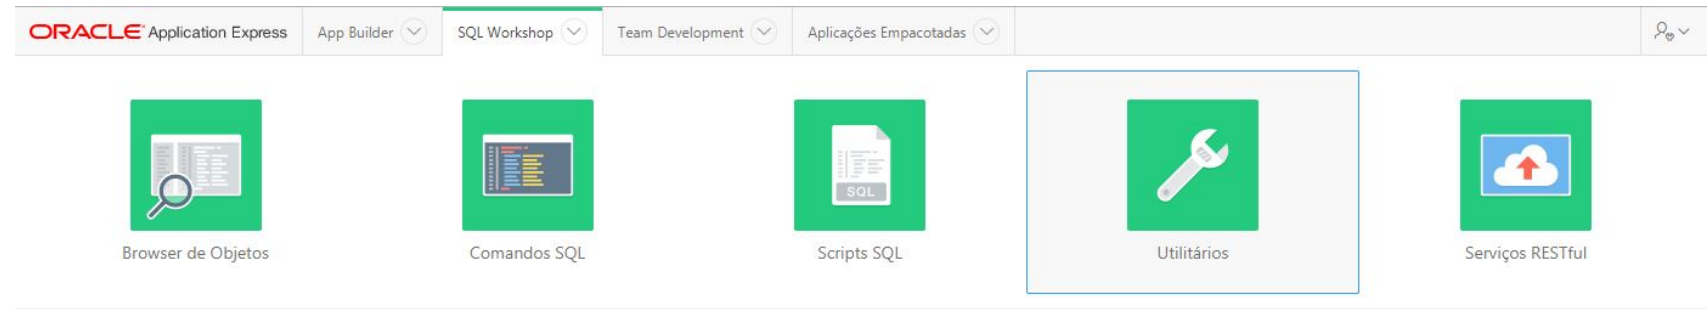 ORACLE Application Express App Builder SQL Workshop Team Development Aplicações Empacotadas
SQL
Browser de Objetos Comandos SQL Scripts SQL Utilitários Serviços RESTful